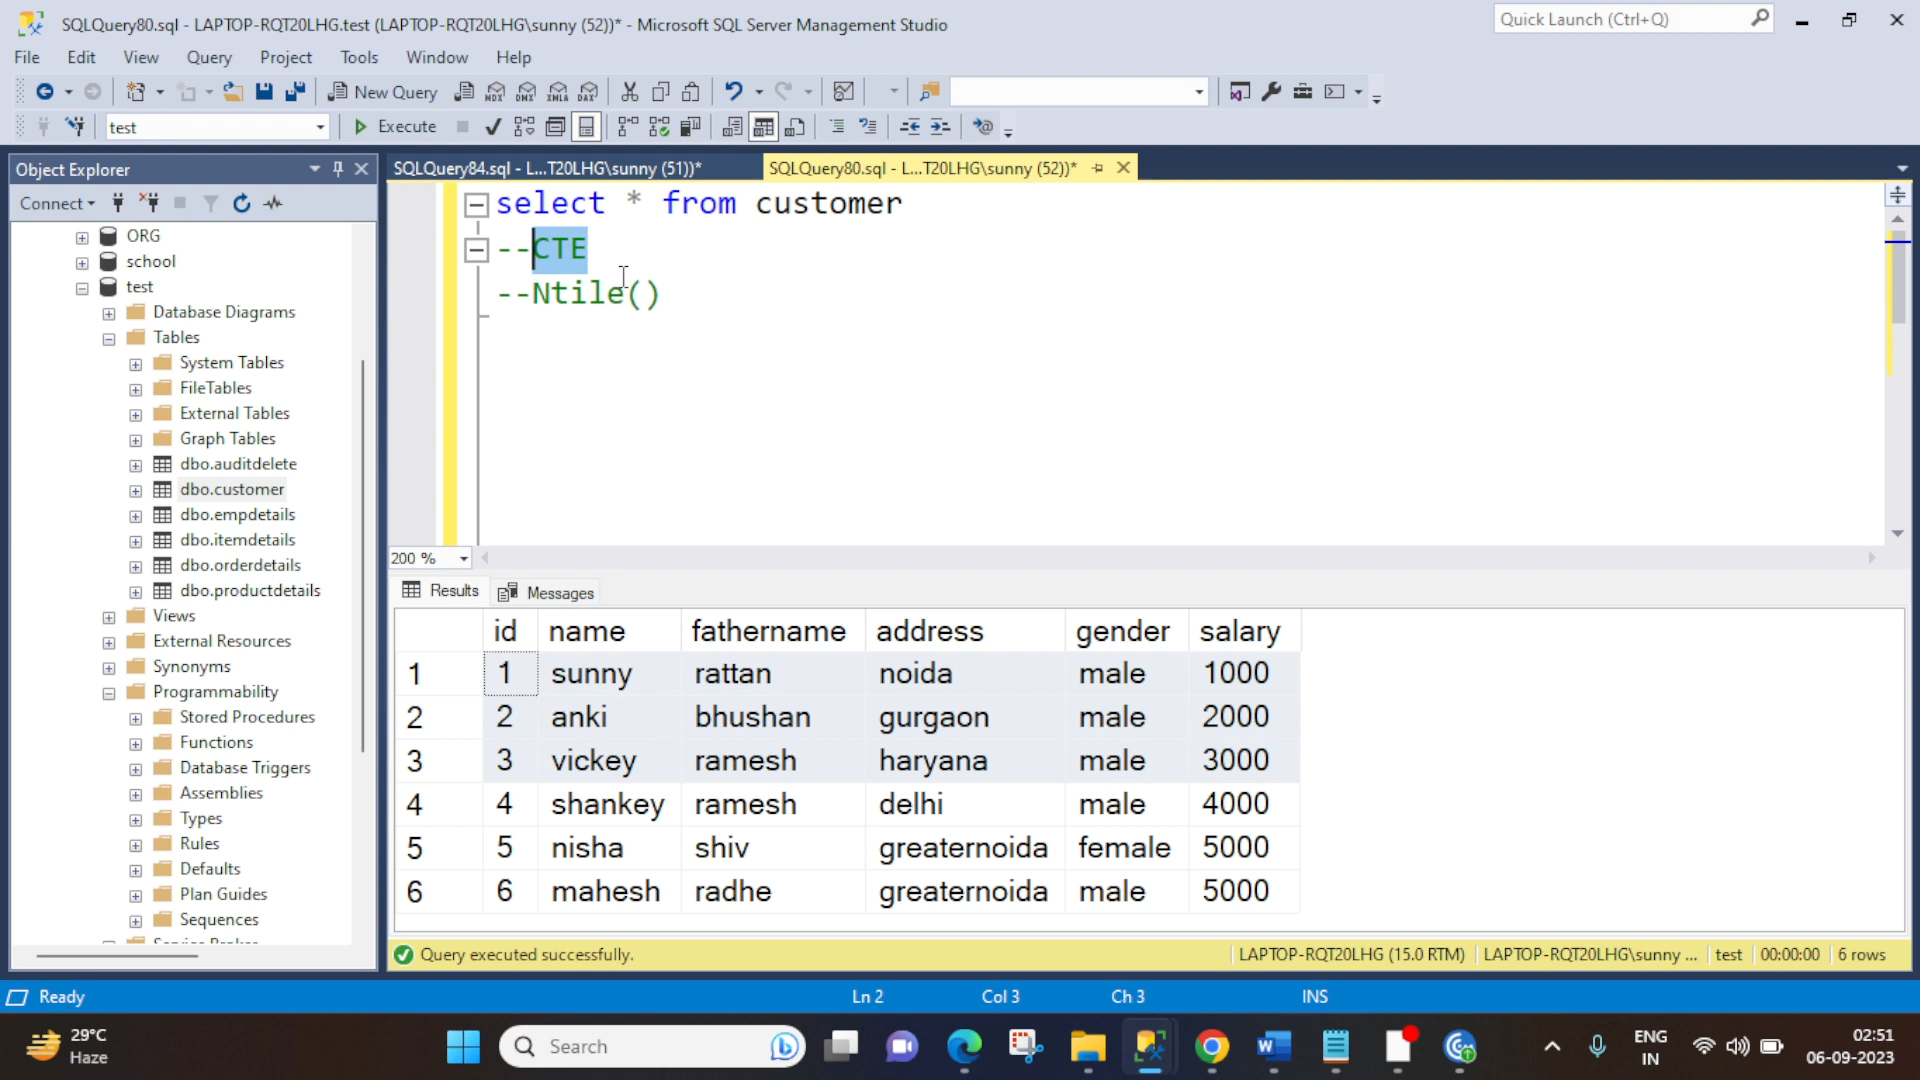 SQLQuery80.sql - LAPTOP-RQT20LHG.test (LAPTOP-RQT20LHG\sunny (52))* - Microsoft SQL Server Management Studio
Quick Launch (Ctrl+Q)
File Edit View Query Project Tools Window Help
New Query
MDX DMX XMLA DAX
test
Execute
Object Explorer
SQLQuery84.sql - L...T20LHG\sunny (51))*
SQLQuery80.sql - L...T20LHG\sunny (52))*
Connect
ORG
school
test
Database Diagrams
Tables
System Tables
FileTables
External Tables
Graph Tables
dbo.auditdelete
dbo.customer
dbo.empdetails
dbo.itemdetails
dbo.orderdetails
dbo.productdetails
Views
External Resources
Synonyms
Programmability
Stored Procedures
Functions
Database Triggers
Assemblies
Types
Rules
Defaults
Plan Guides
Sequences
Service Broker
select * from customer
--CTE
--Ntile()
200 %
Results Messages
id name fathername address gender salary
1 1 sunny rattan noida male 1000
2 2 anki bhushan gurgaon male 2000
3 3 vickey ramesh haryana male 3000
4 4 shankey ramesh delhi male 4000
5 5 nisha shiv greaternoida female 5000
6 6 mahesh radhe greaternoida male 5000
Query executed successfully.
LAPTOP-RQT20LHG (15.0 RTM) LAPTOP-RQT20LHG\sunny ... test 00:00:00 6 rows
Ready Ln 2 Col 3 Ch 3 INS
29°C
Haze
Search
ENG
IN
02:51
06-09-2023